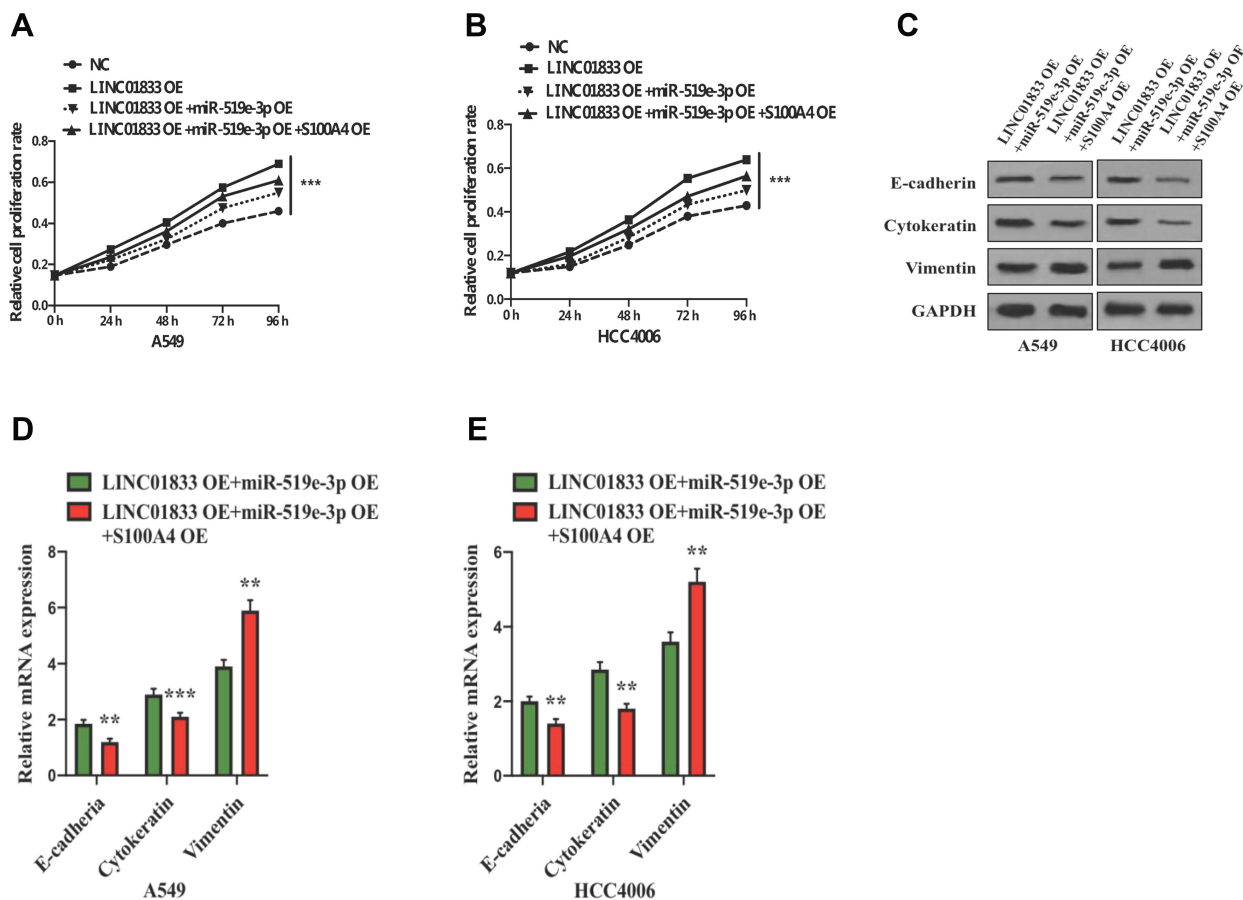 A
NC
LINC01833 OE
LINC01833 OE +miR-519e-3p OE
LINC01833 OE +miR-519e-3p OE +S100A4 OE
Relative cell proliferation rate
0.8
0.6
0.4
0.2
0.0
***
0 h 24 h 48 h 72 h 96 h
A549
B
NC
LINC01833 OE
LINC01833 OE +miR-519e-3p OE
LINC01833 OE +miR-519e-3p OE +S100A4 OE
Relative cell proliferation rate
0.8
0.6
0.4
0.2
0.0
***
0 h 24 h 48 h 72 h 96 h
HCC4006
C
LINC01833 OE
+miR-519e-3p OE
LINC01833 OE
+miR-519e-3p OE
+S100A4 OE
LINC01833 OE
+miR-519e-3p OE
LINC01833 OE
+miR-519e-3p OE
+S100A4 OE
E-cadherin
Cytokeratin
Vimentin
GAPDH
A549 HCC4006
D
LINC01833 OE+miR-519e-3p OE
LINC01833 OE+miR-519e-3p OE
+S100A4 OE
Relative mRNA expression
8
6
4
2
0
**
***
**
E-cadheria
Cytokeratin
Vimentin
A549
E
LINC01833 OE+miR-519e-3p OE
LINC01833 OE+miR-519e-3p OE
+S100A4 OE
Relative mRNA expression
6
4
2
0
**
**
**
E-cadheria
Cytokeratin
Vimentin
HCC4006